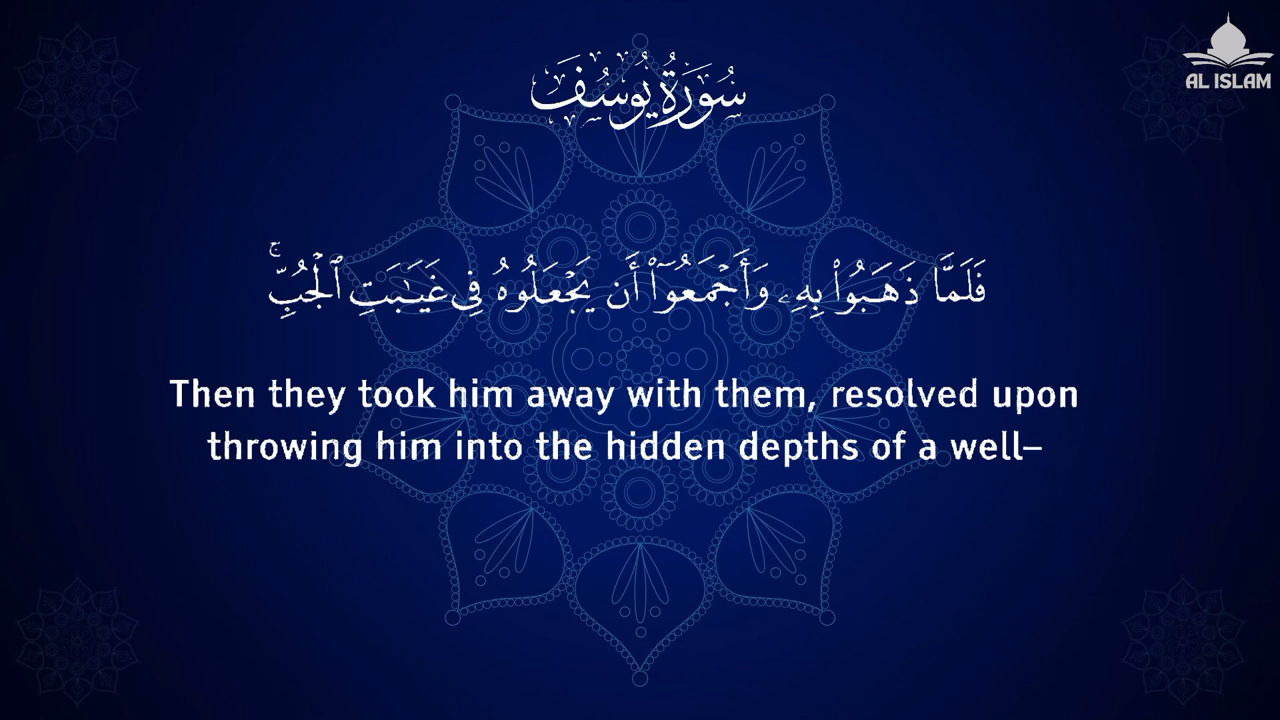 سُورَةُ يُوسُفَ
AL ISLAM
فَلَمَّا ذَهَبُوا۟ بِهِۦ وَأَجْمَعُوٓا۟ أَن يَجْعَلُوهُ فِى غَيَـٰبَتِ ٱلْجُبِّ ۚ
Then they took him away with them, resolved upon
throwing him into the hidden depths of a well–